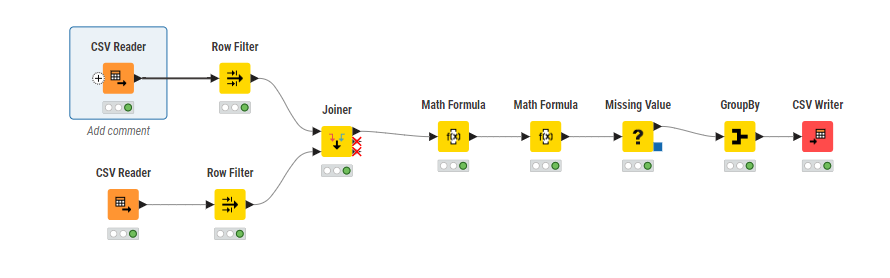 CSV Reader
Row Filter
Add comment
CSV Reader
Row Filter
Joiner
Math Formula
f(x)
Math Formula
f(x)
Missing Value
?
GroupBy
CSV Writer